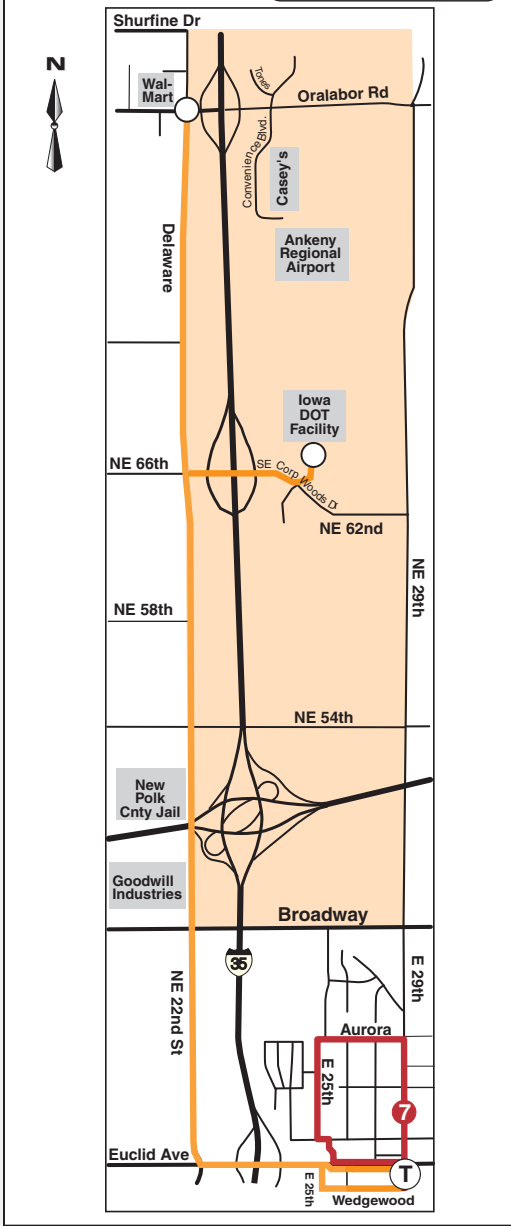 Shurfine Dr
N
Wal-
Mart
Tones
Oralabor Rd
Convenience Blvd.
Casey's
Delaware
Ankeny
Regional
Airport
Iowa
DOT
Facility
NE 66th
SE Corp Woods Dr
NE 62nd
NE 29th
NE 58th
NE 54th
New
Polk
Cnty Jail
Goodwill
Industries
Broadway
35
NE 22nd St
E 29th
Aurora
E 25th
7
Euclid Ave
T
E 25th
Wedgewood